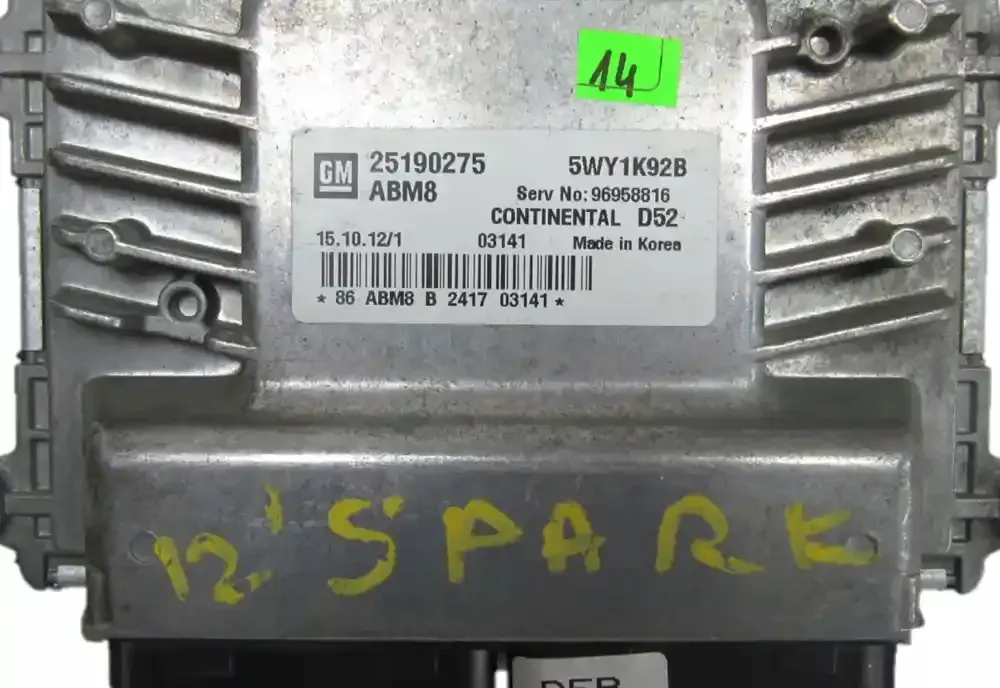 14
GM 25190275 5WY1K92B
ABM8 Serv No: 96958816
CONTINENTAL D52
15.10.12/1 03141 Made in Korea
* 86 ABM8 B 2417 03141 *
12' SPARK